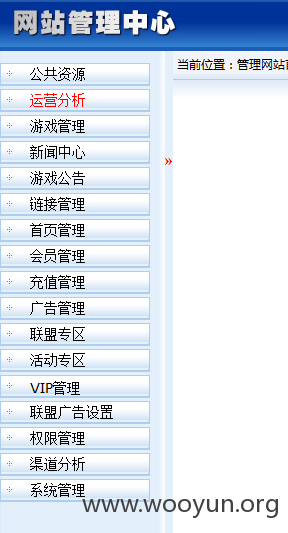 网站管理中心
当前位置：管理网站首
公共资源
运营分析
游戏管理
新闻中心
游戏公告
»
链接管理
首页管理
会员管理
充值管理
广告管理
联盟专区
活动专区
VIP管理
联盟广告设置
权限管理
渠道分析
系统管理
www.wooyun.org